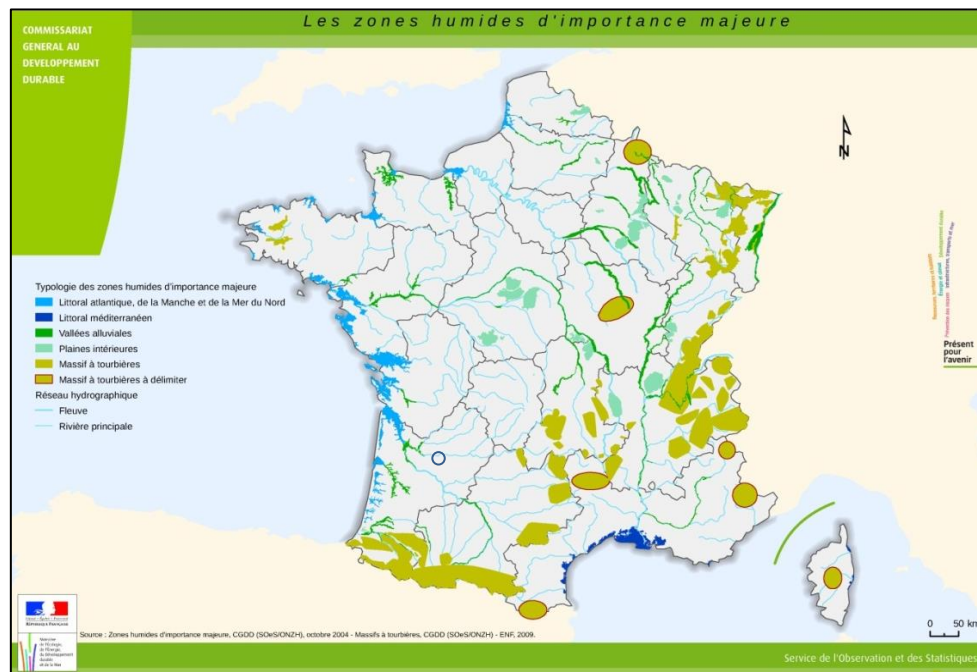 Les zones humides d'importance majeure
COMMISSARIAT
GENERAL AU
DEVELOPPEMENT
DURABLE
N
Typologie des zones humides d'importance majeure
Littoral atlantique, de la Manche et de la Mer du Nord
Littoral méditerranéen
Vallées alluviales
Plaines intérieures
Massif à tourbières
Massif à tourbières à délimiter
Réseau hydrographique
Fleuve
Rivière principale
Présent
pour
l'avenir
0 50 km
Source : Zones humides d'importance majeure, CGDD (SOeS/ONZH), octobre 2004 - Massifs à tourbières, CGDD (SOeS/ONZH) - ENF, 2009.
Service de l'Observation et des Statistiques